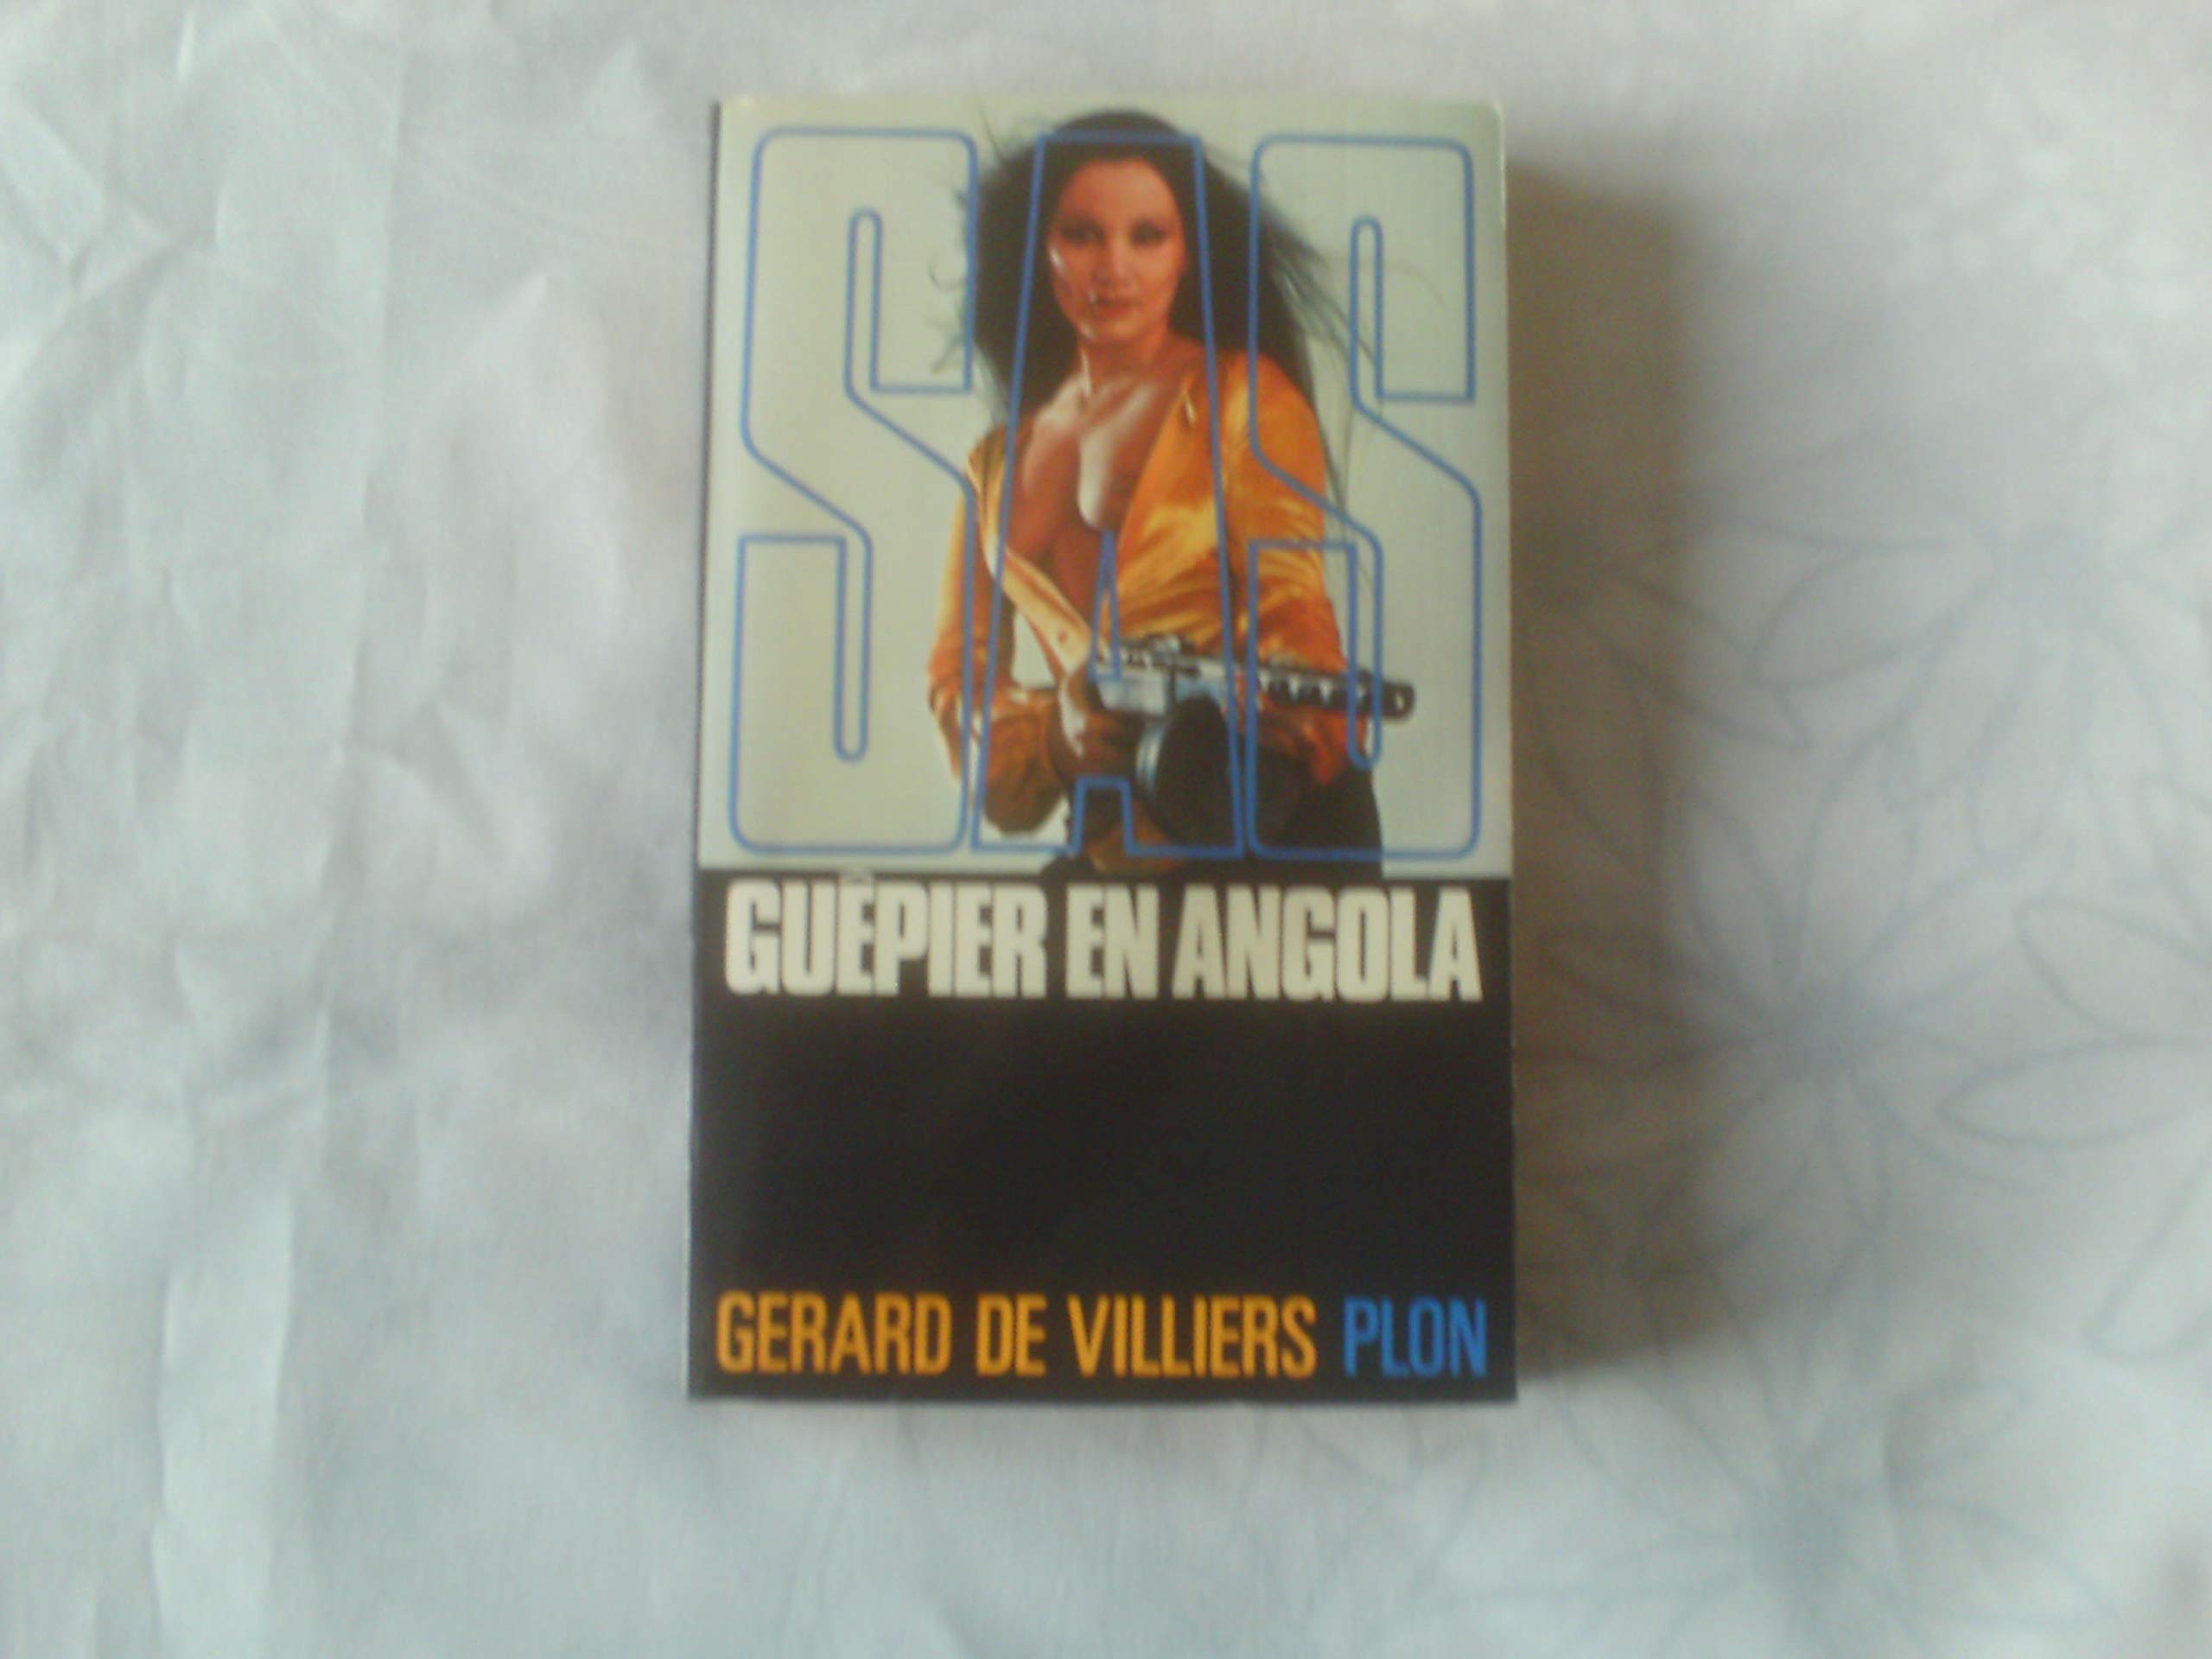 SAS
GUÊPIER EN ANGOLA
GERARD DE VILLIERS PLON